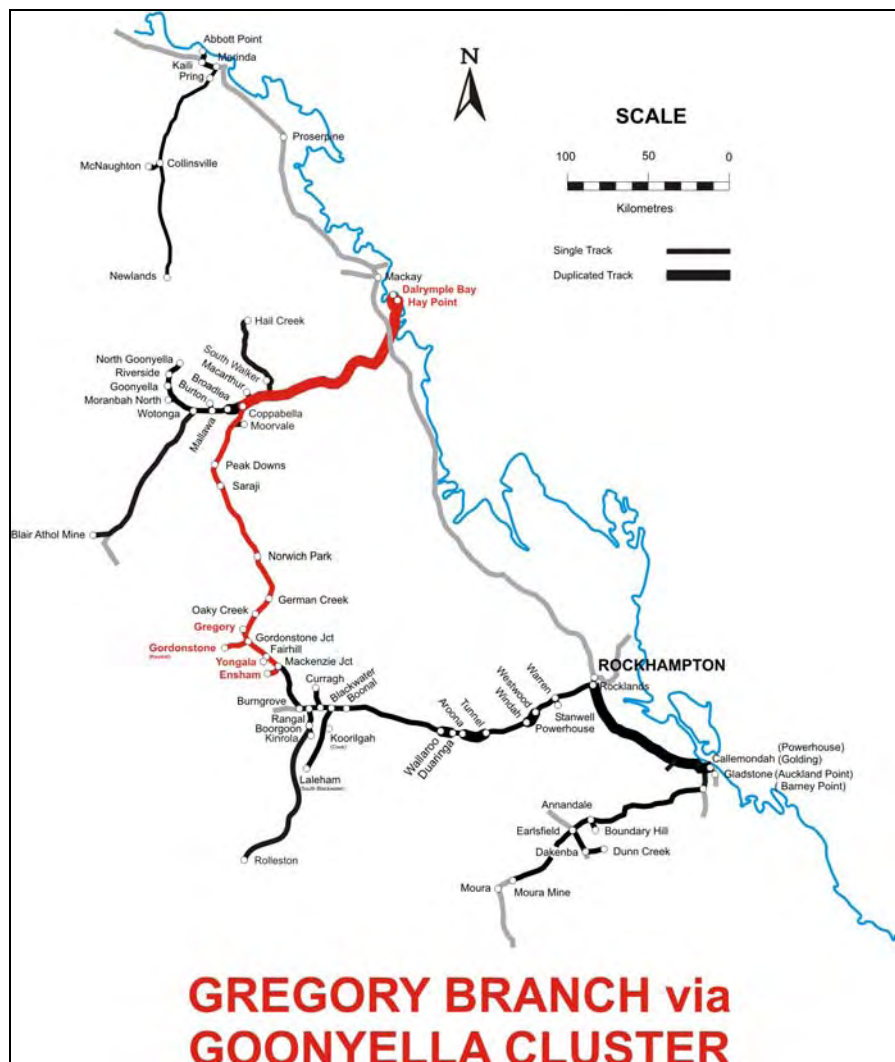 Abbott Point
Kaili
Merinda
Pring
N
SCALE
100 50 0
Kilometres
Single Track
Duplicated Track
Proserpine
McNaughton
Collinsville
Newlands
Mackay
Dalrymple Bay
Hay Point
Hail Creek
North Goonyella
Riverside
Goonyella
Moranbah North
Wotonga
South Walker
Macarthur
Broadlea
Burton
Mallawa
Coppabella
Moorvale
Peak Downs
Saraji
Blair Athol Mine
Norwich Park
German Creek
Oaky Creek
Gregory
Gordonstone Jct
Gordonstone
Fairhill
Yongala
Mackenzie Jct
Ensham
Curragh
Blackwater
Boonal
Burngrove
Rangal
Boorgoon
Kinrola
Koorilgah
(Cook)
Laleham
(South Blackwater)
Rolleston
Wallaroo
Duaringa
Aroona
Tunnel
Windah
Westwood
Warren
Stanwell
Powerhouse
ROCKHAMPTON
Rocklands
Callemondah
(Powerhouse)
(Golding)
Gladstone
(Auckland Point)
( Barney Point)
Annandale
Earlsfield
Boundary Hill
Dakenba
Dunn Creek
Moura
Moura Mine
GREGORY BRANCH via
GOONYELLA CLUSTER